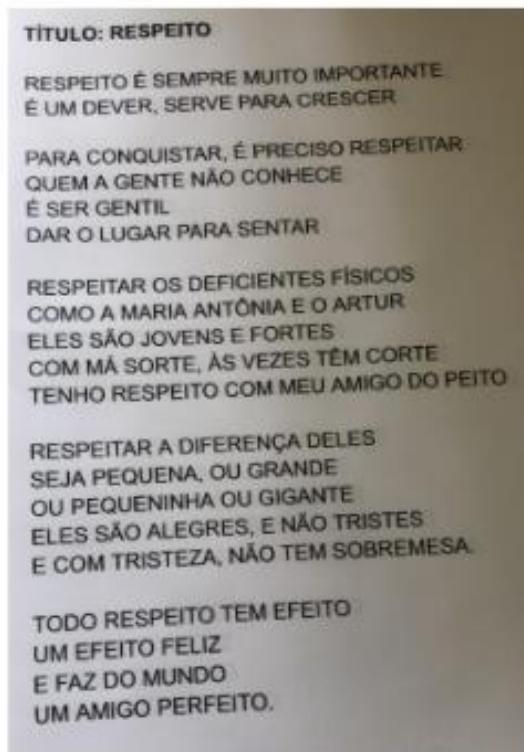 TÍTULO: RESPEITO
RESPEITO É SEMPRE MUITO IMPORTANTE
É UM DEVER, SERVE PARA CRESCER
PARA CONQUISTAR, É PRECISO RESPEITAR
QUEM A GENTE NÃO CONHECE
É SER GENTIL
DAR O LUGAR PARA SENTAR
RESPEITAR OS DEFICIENTES FÍSICOS
COMO A MARIA ANTÔNIA E O ARTUR
ELES SÃO JOVENS E FORTES
COM MÁ SORTE, ÀS VEZES TÊM CORTE
TENHO RESPEITO COM MEU AMIGO DO PEITO
RESPEITAR A DIFERENÇA DELES
SEJA PEQUENA, OU GRANDE
OU PEQUENINHA OU GIGANTE
ELES SÃO ALEGRES, E NÃO TRISTES
E COM TRISTEZA, NÃO TEM SOBREMESA.
TODO RESPEITO TEM EFEITO
UM EFEITO FELIZ
E FAZ DO MUNDO
UM AMIGO PERFEITO.